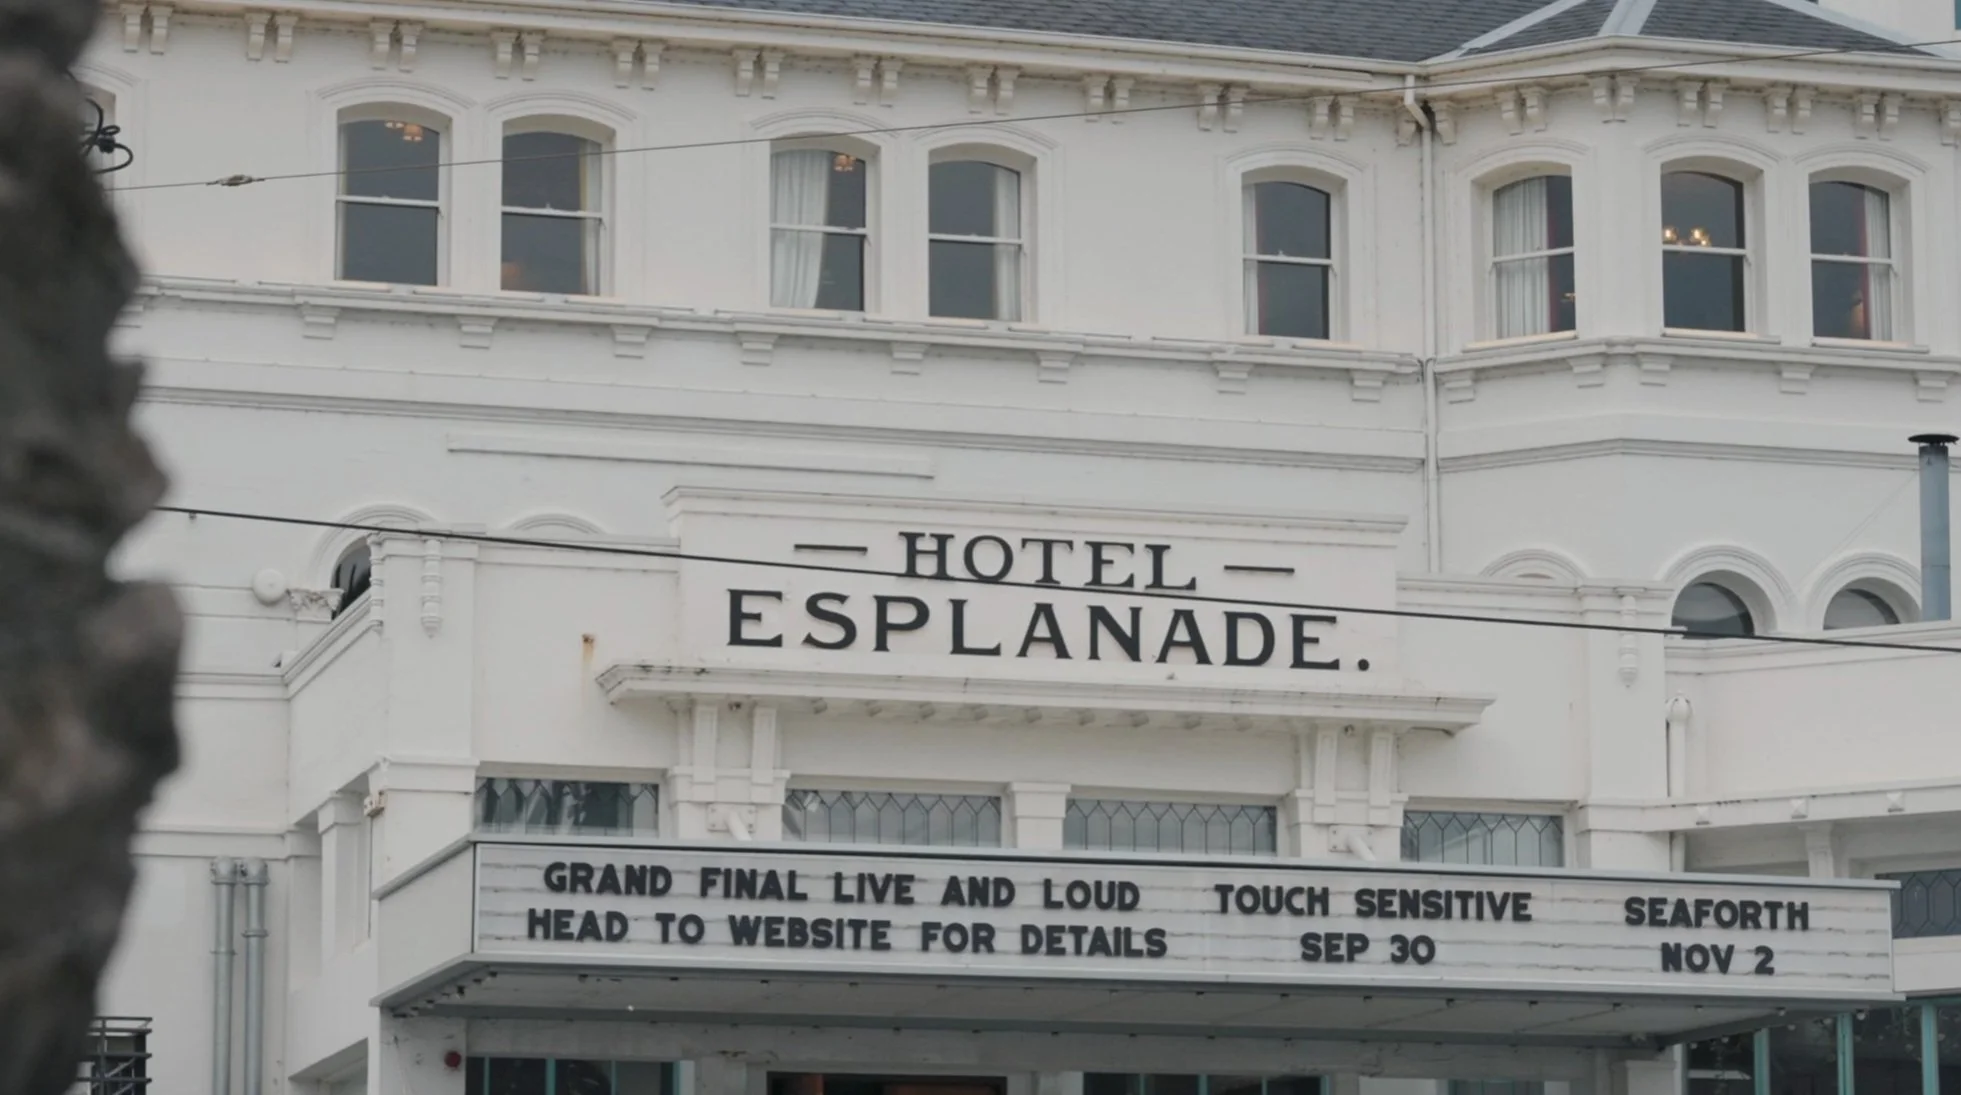 — HOTEL —
ESPLANADE.
GRAND FINAL LIVE AND LOUD
HEAD TO WEBSITE FOR DETAILS
TOUCH SENSITIVE
SEP 30
SEAFORTH
NOV 2